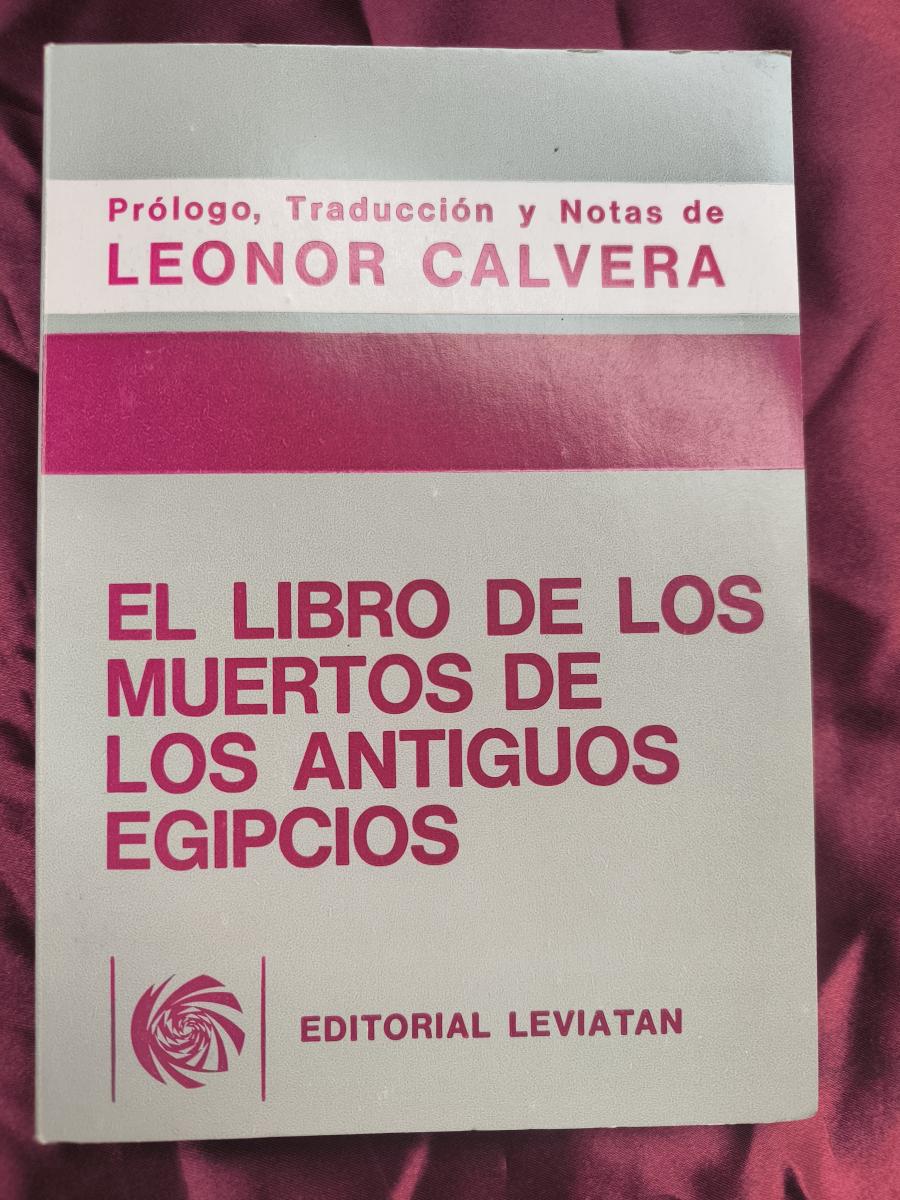 Prólogo, Traducción y Notas de
LEONOR CALVERA
EL LIBRO DE LOS
MUERTOS DE
LOS ANTIGUOS
EGIPCIOS
EDITORIAL LEVIATAN